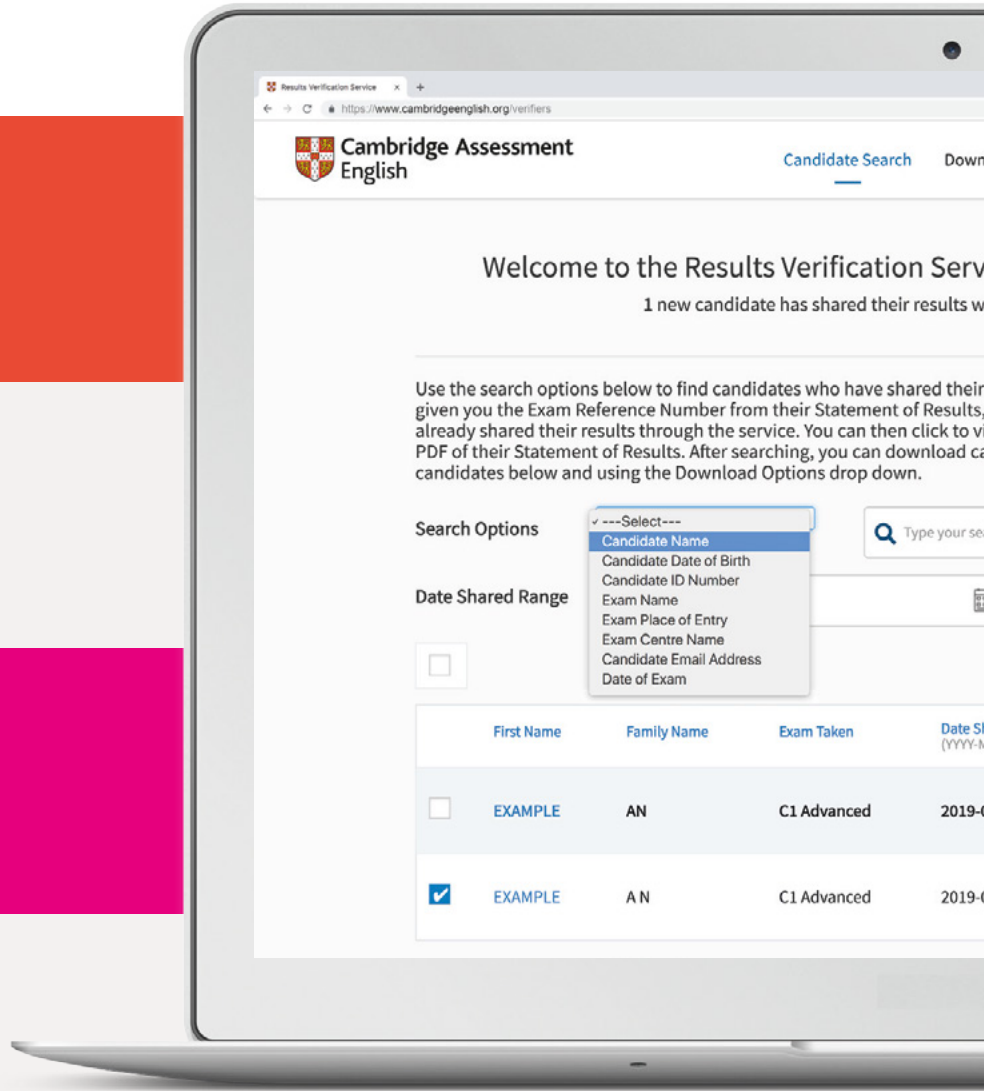 Results Verification Service × +
https://www.cambridgeenglish.org/verifiers
Cambridge Assessment
English
Candidate Search Down
Welcome to the Results Verification Serv
1 new candidate has shared their results w
Use the search options below to find candidates who have shared their
given you the Exam Reference Number from their Statement of Results,
already shared their results through the service. You can then click to vi
PDF of their Statement of Results. After searching, you can download ca
candidates below and using the Download Options drop down.
Search Options
✓ ---Select---
Candidate Name
Candidate Date of Birth
Candidate ID Number
Exam Name
Exam Place of Entry
Exam Centre Name
Candidate Email Address
Date of Exam
Type your sea
Date Shared Range
First Name Family Name Exam Taken Date Sh
(YYYY-M
EXAMPLE AN C1 Advanced 2019-0
EXAMPLE A N C1 Advanced 2019-0